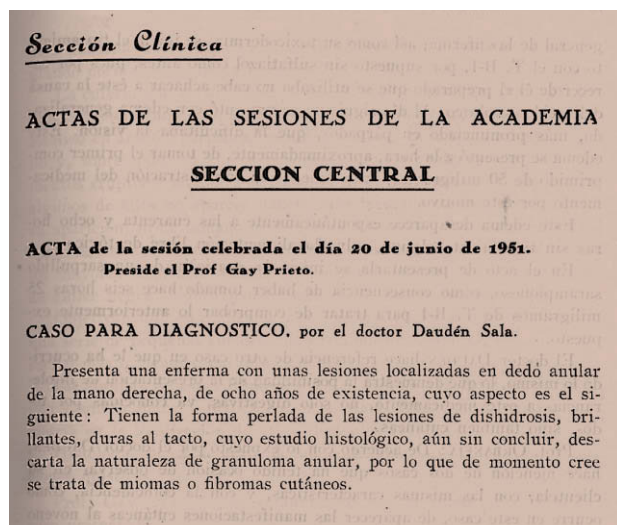 Sección Clínica
ACTAS DE LAS SESIONES DE LA ACADEMIA
SECCION CENTRAL
ACTA de la sesión celebrada el día 20 de junio de 1951.
Preside el Prof Gay Prieto.
CASO PARA DIAGNOSTICO, por el doctor Daudén Sala.
Presenta una enferma con unas lesiones localizadas en dedo anular
de la mano derecha, de ocho años de existencia, cuyo aspecto es el si-
guiente: Tienen la forma perlada de las lesiones de dishidrosis, bri-
llantes, duras al tacto, cuyo estudio histológico, aún sin concluir, des-
carta la naturaleza de granuloma anular, por lo que de momento cree
se trata de miomas o fibromas cutáneos.